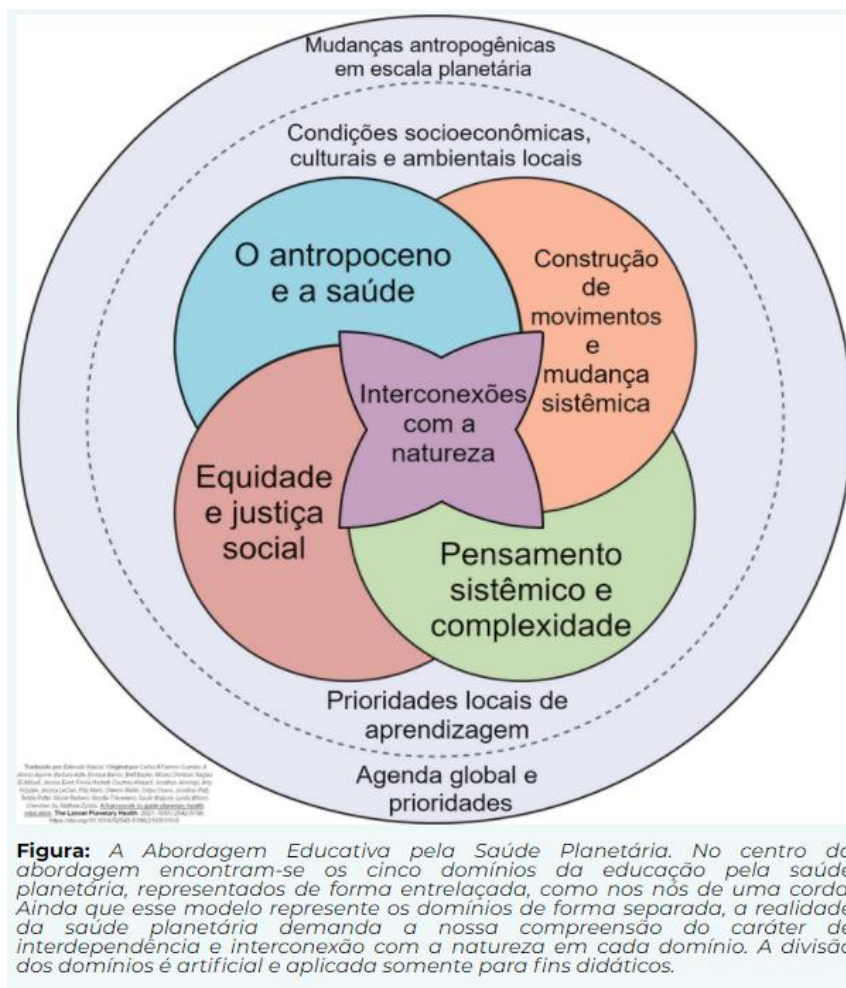 Mudanças antropogênicas
em escala planetária
Condições socioeconômicas,
culturais e ambientais locais
O antropoceno
e a saúde
Construção
de
movimentos
e
mudança
sistêmica
Interconexões
com a
natureza
Equidade
e justiça
social
Pensamento
sistêmico e
complexidade
Prioridades locais de
aprendizagem
Agenda global e
prioridades
The Lancet Planetary Health
Figura: A Abordagem Educativa pela Saúde Planetária. No centro da
abordagem encontram-se os cinco domínios da educação pela saúde
planetária, representados de forma entrelaçada, como nos nós de uma corda.
Ainda que esse modelo represente os domínios de forma separada, a realidade
da saúde planetária demanda a nossa compreensão do caráter de
interdependência e interconexão com a natureza em cada domínio. A divisão
dos domínios é artificial e aplicada somente para fins didáticos.